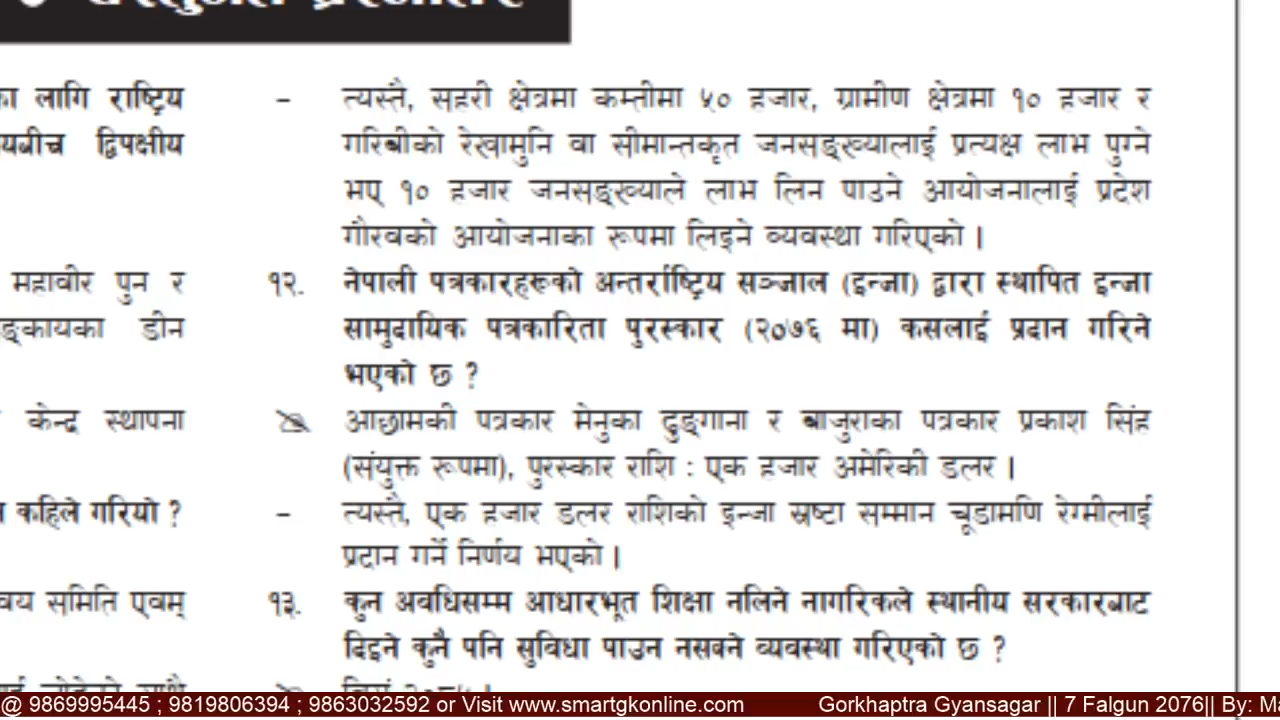 का लागि राष्ट्रिय
यबीच द्विपक्षीय
महावीर पुन र
ङ्कायका डीन
केन्द्र स्थापना
कहिले गरियो ?
वय समिति एवम्
- त्यस्तै, सहरी क्षेत्रमा कम्तीमा ५० हजार, ग्रामीण क्षेत्रमा १० हजार र
गरिबीको रेखामुनि वा सीमान्तकृत जनसङ्ख्यालाई प्रत्यक्ष लाभ पुग्ने
भए १० हजार जनसङ्ख्याले लाभ लिन पाउने आयोजनालाई प्रदेश
गौरवको आयोजनाका रूपमा लिइने व्यवस्था गरिएको ।
१२. नेपाली पत्रकारहरूको अन्तर्राष्ट्रिय सञ्जाल (इन्जा) द्वारा स्थापित इन्जा
सामुदायिक पत्रकारिता पुरस्कार (२०७६ मा) कसलाई प्रदान गरिने
भएको छ ?
आछामकी पत्रकार मेनुका ढुङ्गाना र बाजुराका पत्रकार प्रकाश सिंह
(संयुक्त रूपमा), पुरस्कार राशि : एक हजार अमेरिकी डलर ।
- त्यस्तै, एक हजार डलर राशिको इन्जा स्रष्टा सम्मान चूडामणि रेग्मीलाई
प्रदान गर्ने निर्णय भएको ।
१३. कुन अवधिसम्म आधारभूत शिक्षा नलिने नागरिकले स्थानीय सरकारबाट
दिइने कुनै पनि सुविधा पाउन नसक्ने व्यवस्था गरिएको छ ?
@ 9869995445 ; 9819806394 ; 9863032592 or Visit www.smartgkonline.com Gorkhaptra Gyansagar || 7 Falgun 2076|| By: Ma